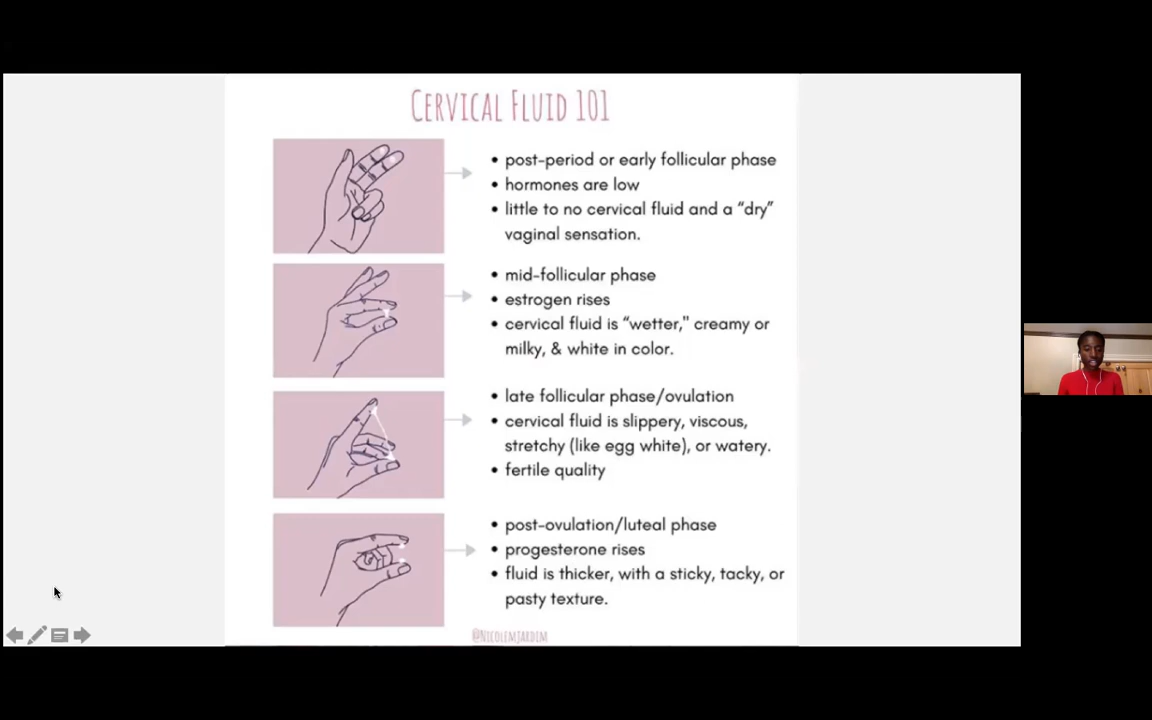 CERVICAL FLUID 101
• post-period or early follicular phase
• hormones are low
• little to no cervical fluid and a “dry”
vaginal sensation.
• mid-follicular phase
• estrogen rises
• cervical fluid is “wetter," creamy or
milky, & white in color.
• late follicular phase/ovulation
• cervical fluid is slippery, viscous,
stretchy (like egg white), or watery.
• fertile quality
• post-ovulation/luteal phase
• progesterone rises
• fluid is thicker, with a sticky, tacky, or
pasty texture.
@NICOLEMJARDIM